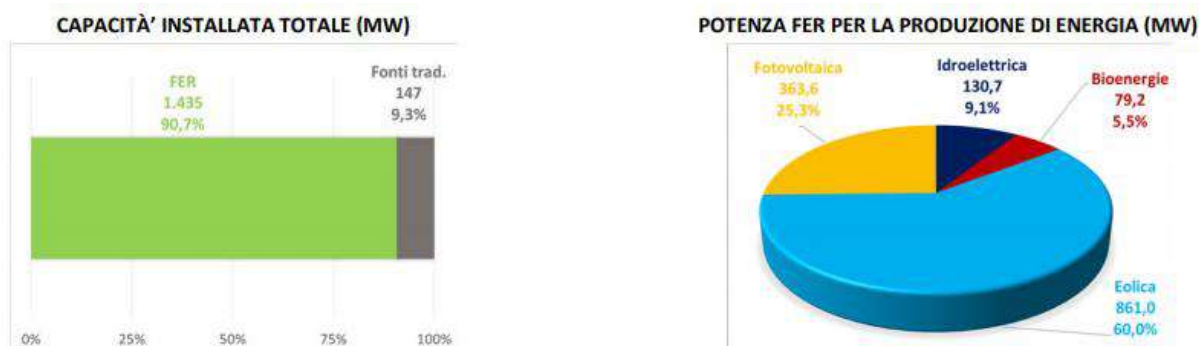 CAPACITÀ’ INSTALLATA TOTALE (MW)
FER
1.435
90,7%
Fonti trad.
147
9,3%
0%
25%
50%
75%
100%
POTENZA FER PER LA PRODUZIONE DI ENERGIA (MW)
Fotovoltaica
363,6
25,3%
Idroelettrica
130,7
9,1%
Bioenergie
79,2
5,5%
Eolica
861,0
60,0%